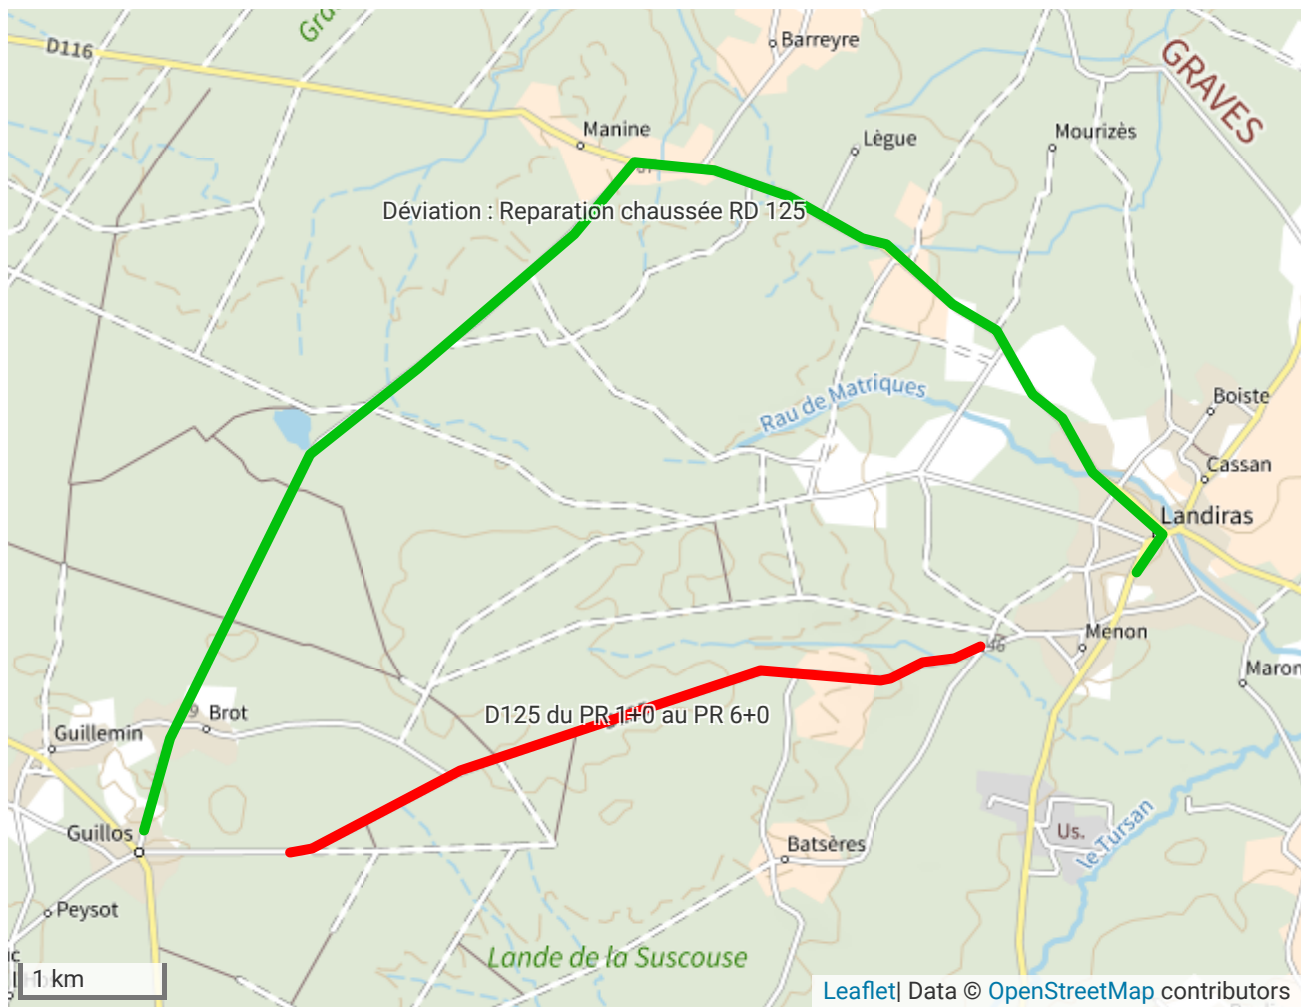 Barreyre
D116
GRAVES
Manine
Lègue
Mourizès
Déviation : Reparation chaussée RD 125
Rau de Matriques
Boiste
Cassan
Landiras
Menon
46
Maron
Brot
D125 du PR 1+0 au PR 6+0
Guillemin
Guillos
Us.
le Tursan
Batsères
Peysot
Lande de la Suscouse
1 km
Leaflet| Data © OpenStreetMap contributors